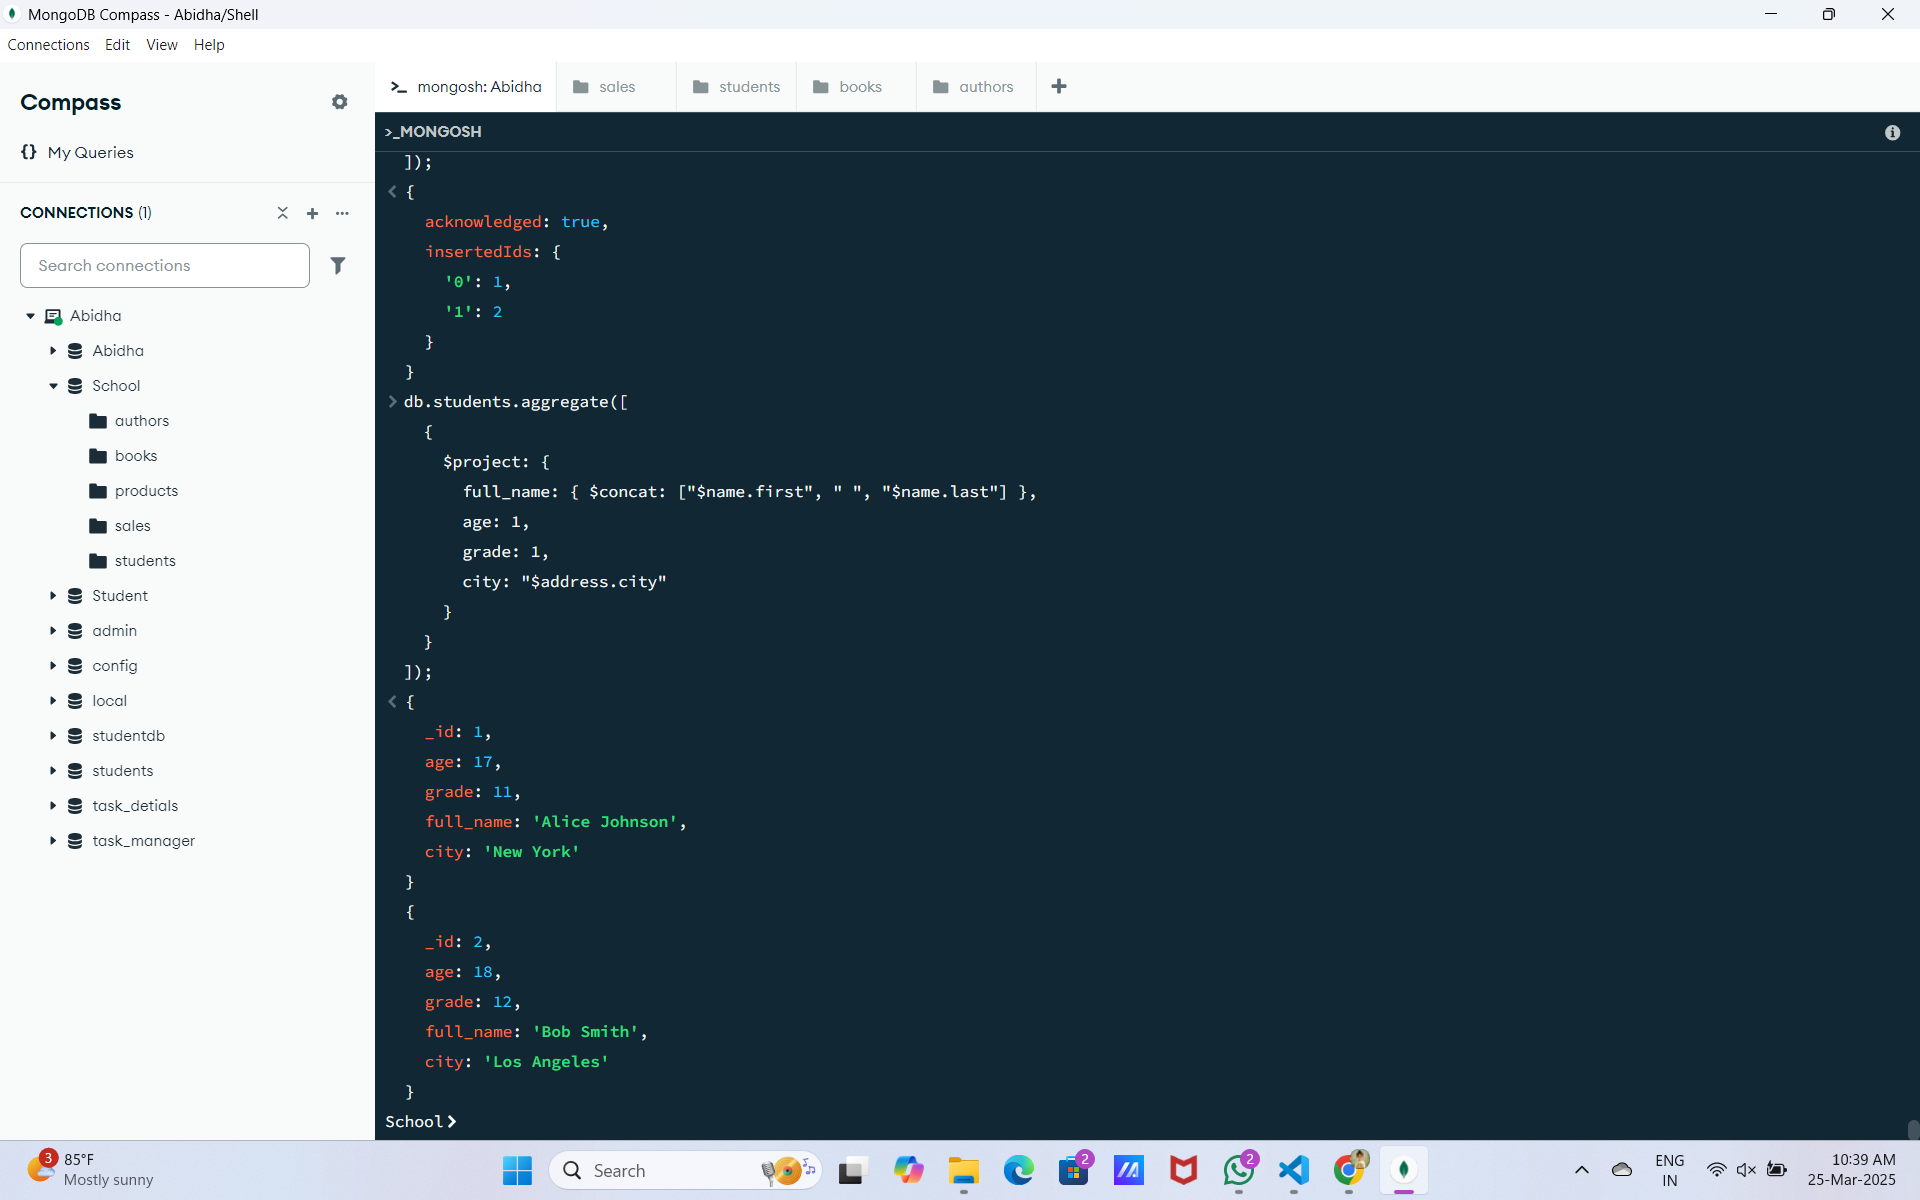 MongoDB Compass - Abidha/Shell
Connections Edit View Help
Compass
My Queries
CONNECTIONS (1)
Search connections
Abidha
Abidha
School
authors
books
products
sales
students
Student
admin
config
local
studentdb
students
task_detials
task_manager
>_ mongosh: Abidha
sales
students
books
authors
>_MONGOSH
]);
< {
acknowledged: true,
insertedIds: {
'0': 1,
'1': 2
}
}
> db.students.aggregate([
{
$project: {
full_name: { $concat: ["$name.first", " ", "$name.last"] },
age: 1,
grade: 1,
city: "$address.city"
}
}
]);
< {
_id: 1,
age: 17,
grade: 11,
full_name: 'Alice Johnson',
city: 'New York'
}
{
_id: 2,
age: 18,
grade: 12,
full_name: 'Bob Smith',
city: 'Los Angeles'
}
School>
3
85°F
Mostly sunny
Search
2
2
ENG
IN
10:39 AM
25-Mar-2025